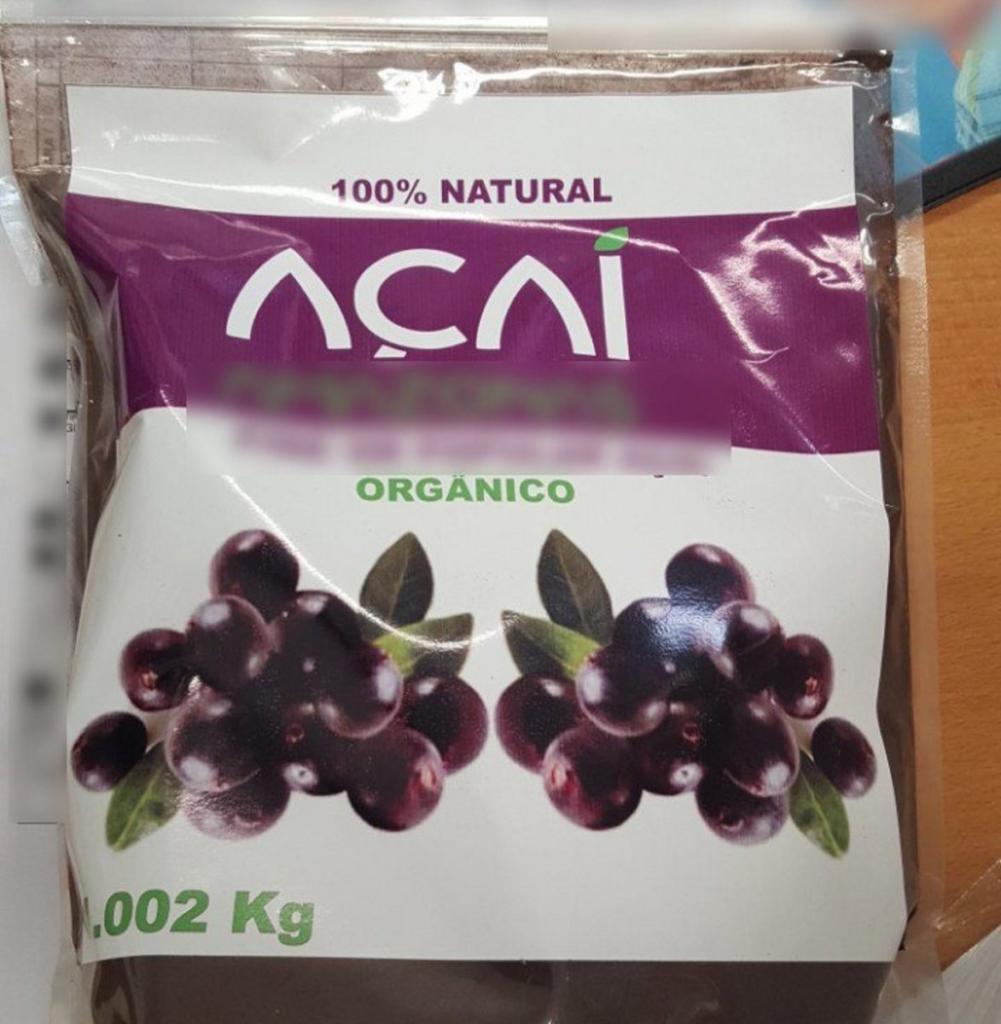 100% NATURAL
AÇAÍ
ORGÂNICO
.002 Kg